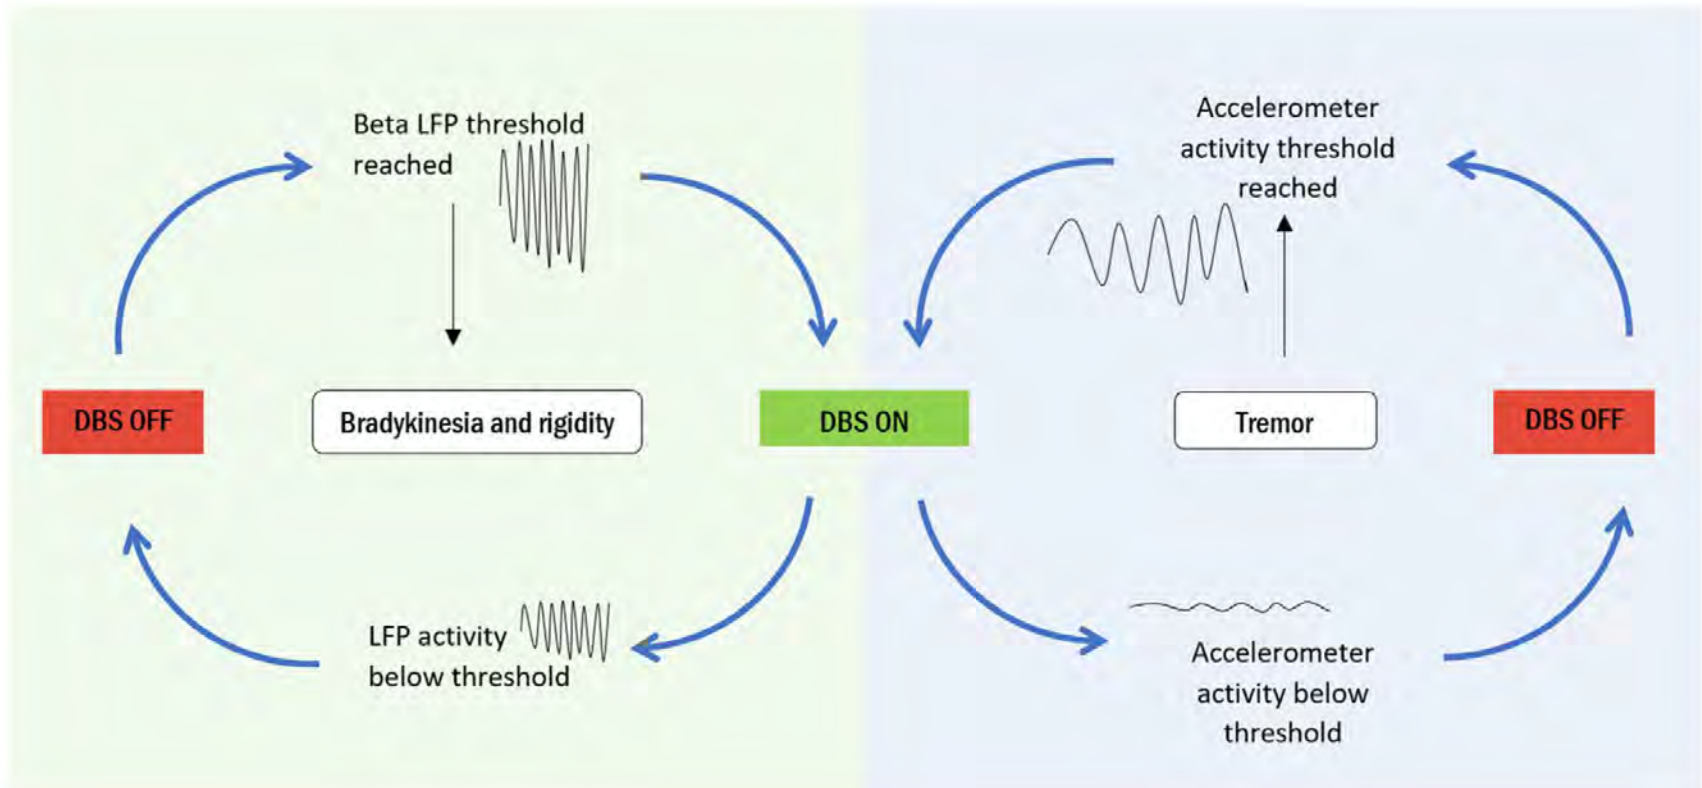 Beta LFP threshold
reached
Accelerometer
activity threshold
reached
DBS OFF
Bradykinesia and rigidity
DBS ON
Tremor
DBS OFF
LFP activity
below threshold
Accelerometer
activity below
threshold